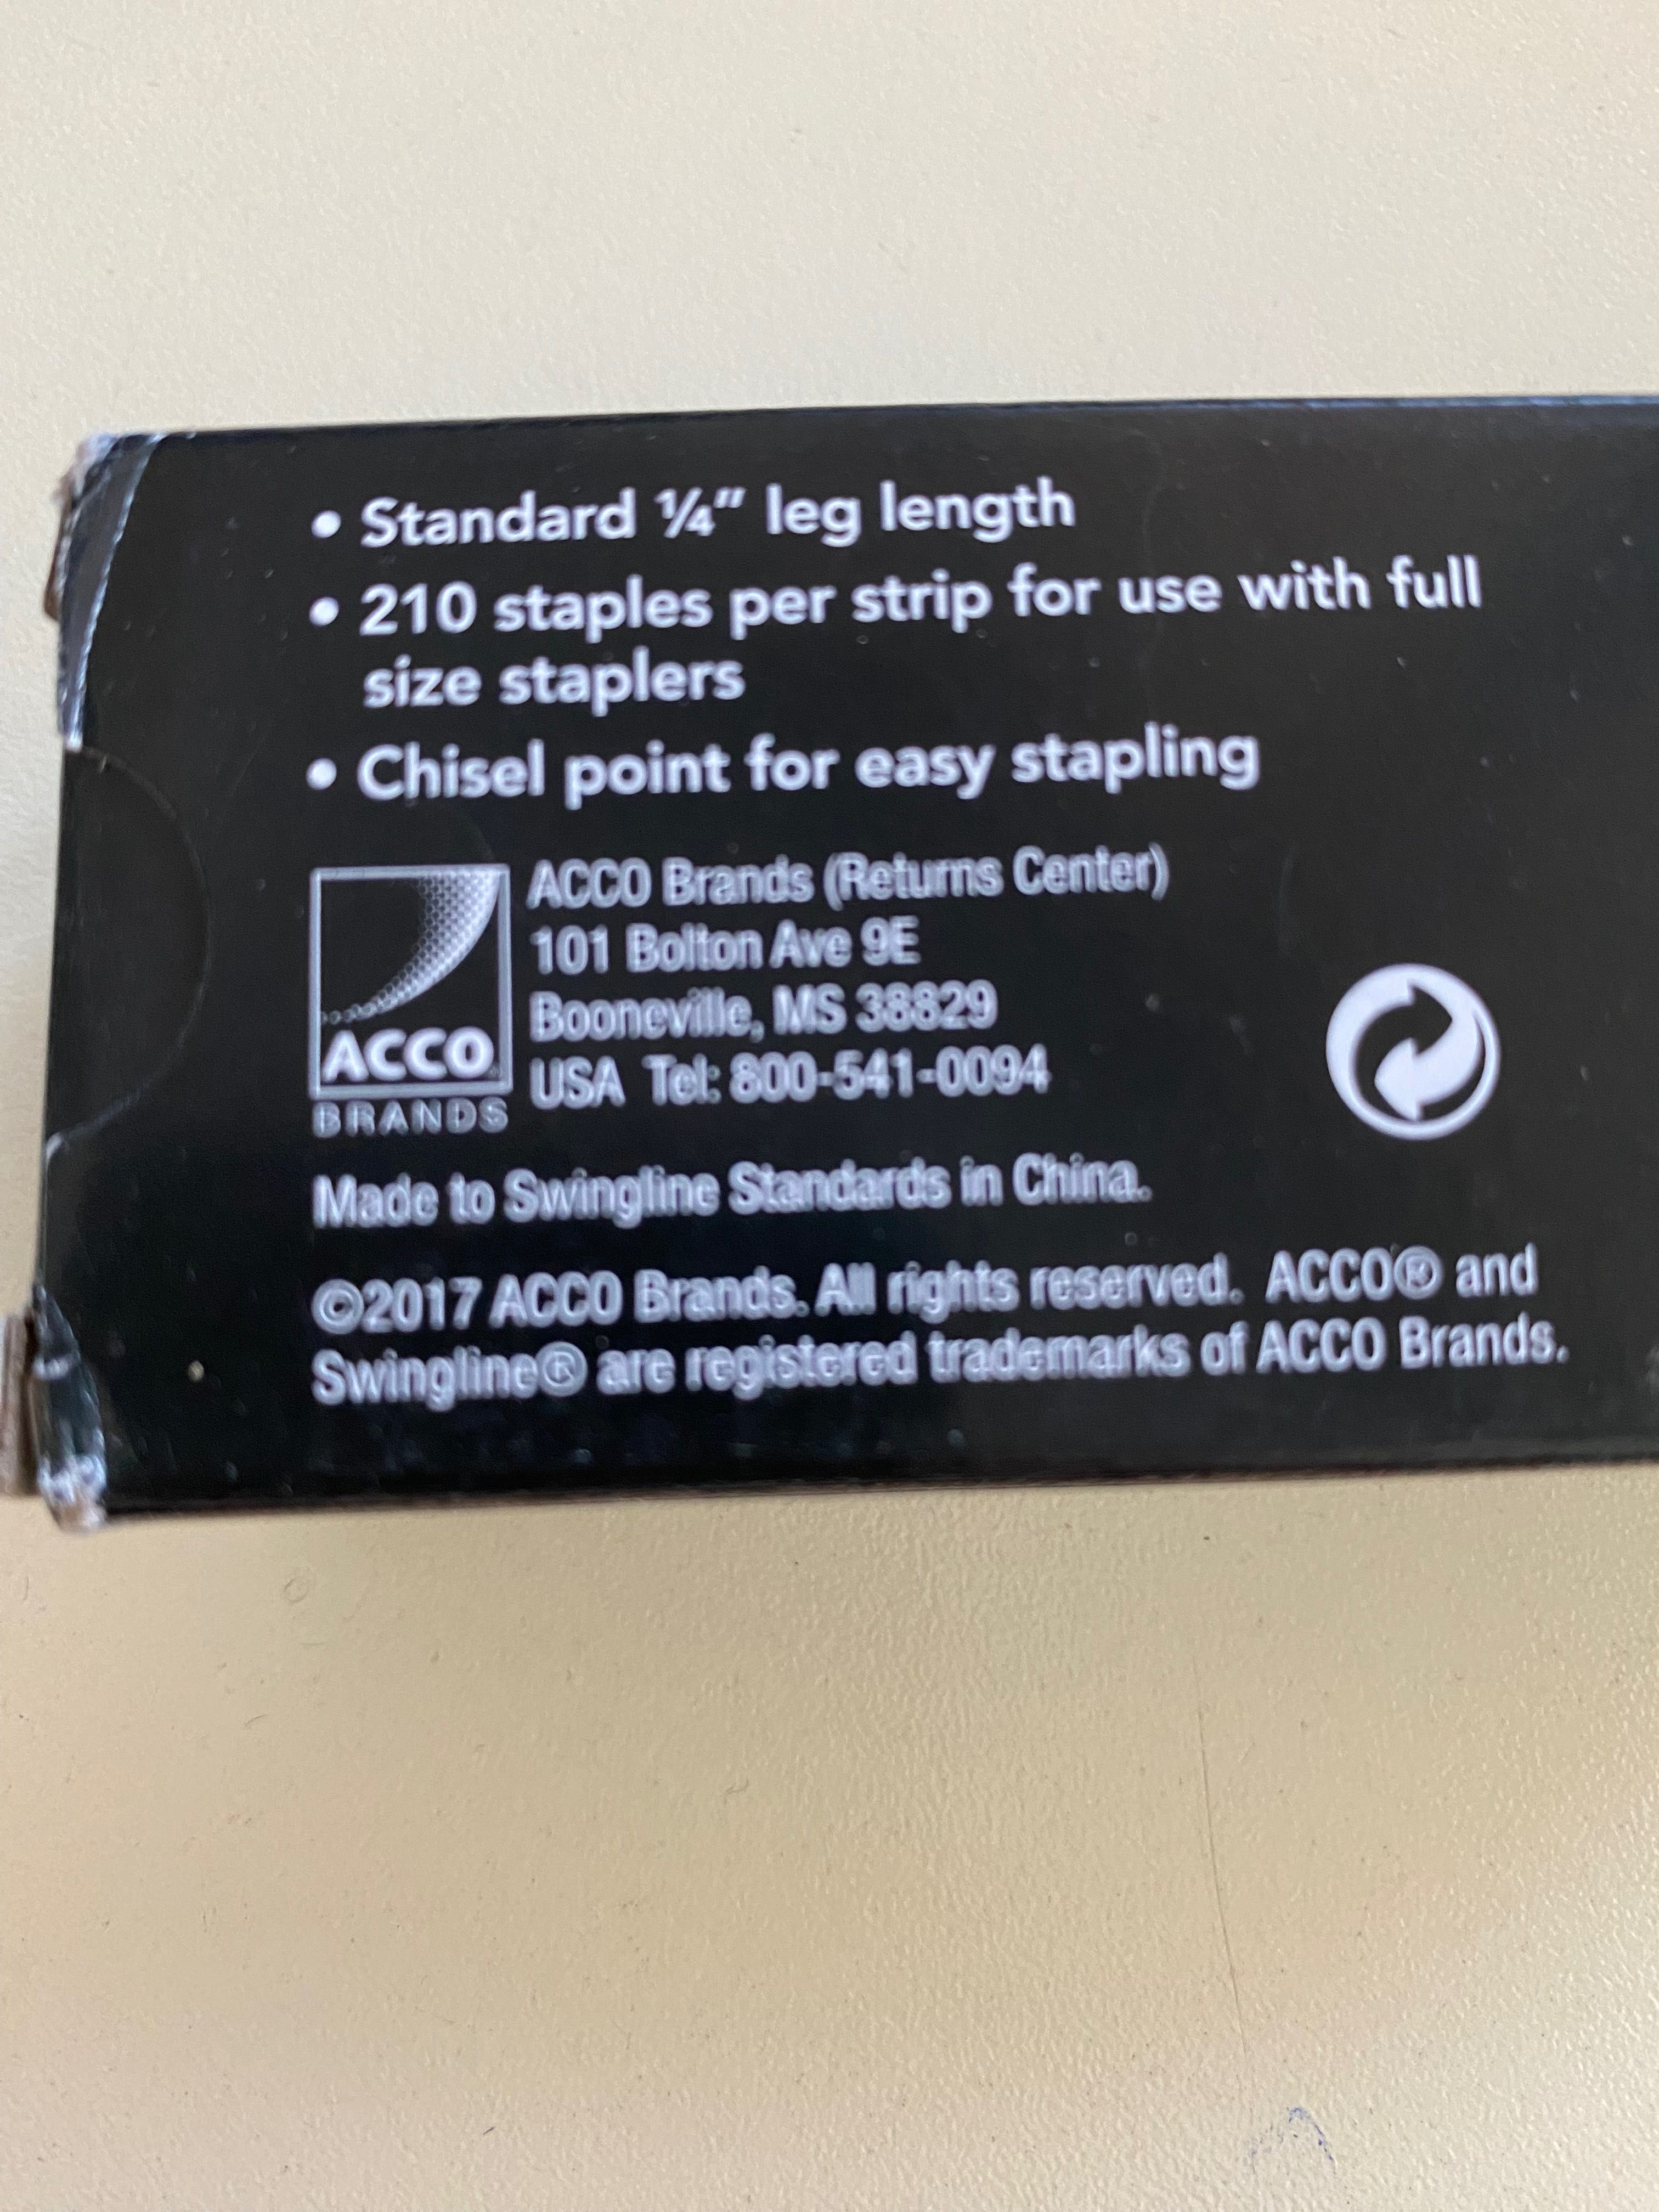 • Standard ¼" leg length
• 210 staples per strip for use with full
size staplers
• Chisel point for easy stapling
ACCO
BRANDS
ACCO Brands (Returns Center)
101 Bolton Ave 9E
Booneville, MS 38829
USA Tel: 800-541-0094
Made to Swingline Standards in China.
©2017 ACCO Brands. All rights reserved. ACCO® and
Swingline® are registered trademarks of ACCO Brands.